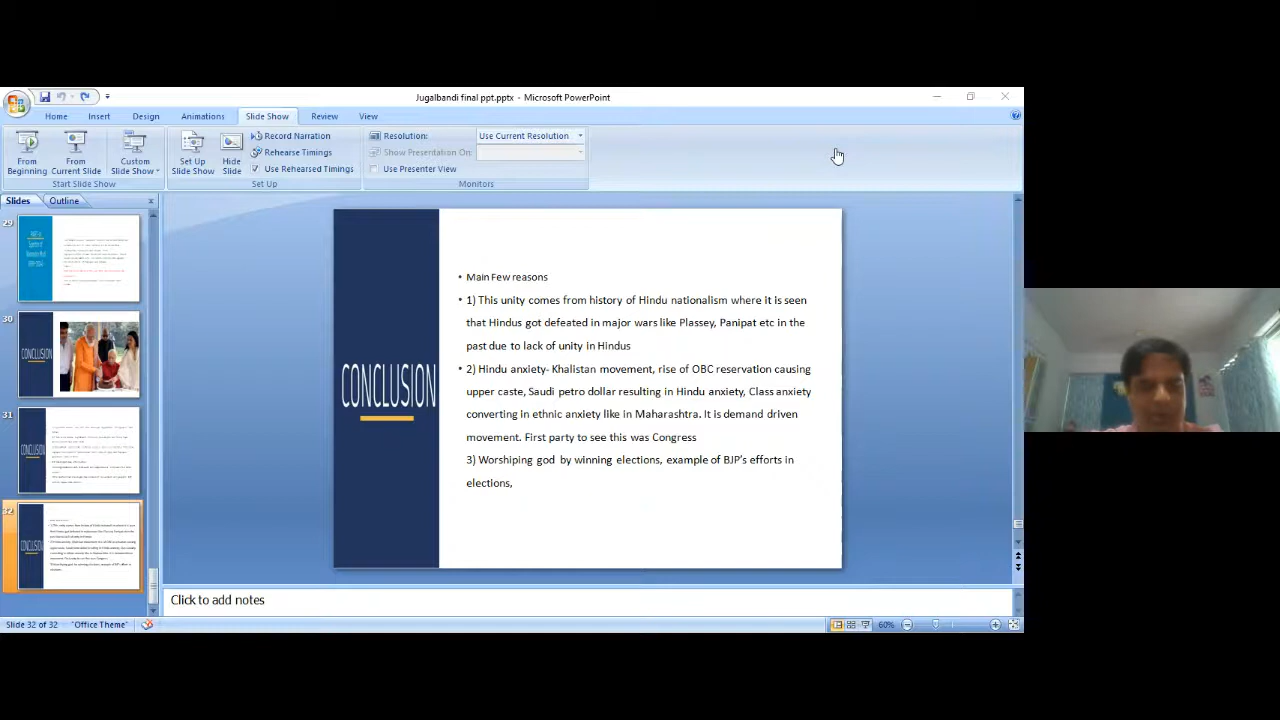 Jugalbandi final ppt.pptx - Microsoft PowerPoint
Home Insert Design Animations Slide Show Review View
From Beginning
From Current Slide
Custom Slide Show
Start Slide Show
Set Up Slide Show
Hide Slide
Record Narration
Rehearse Timings
Use Rehearsed Timings
Set Up
Resolution: Use Current Resolution
Show Presentation On:
Use Presenter View
Monitors
Slides Outline
29
30
CONCLUSION
31
CONCLUSION
32
CONCLUSION
CONCLUSION
• Main Few reasons
• 1) This unity comes from history of Hindu nationalism where it is seen
that Hindus got defeated in major wars like Plassey, Panipat etc in the
past due to lack of unity in Hindus
• 2) Hindu anxiety- Khalistan movement, rise of OBC reservation causing
upper caste, Saudi petro dollar resulting in Hindu anxiety, Class anxiety
converting in ethnic anxiety like in Maharashtra. It is demand driven
movement. First party to see this was Congress
3) Winning god by winning elections, example of BJP's efforts in
elections.
Click to add notes
Slide 32 of 32 "Office Theme" 60%